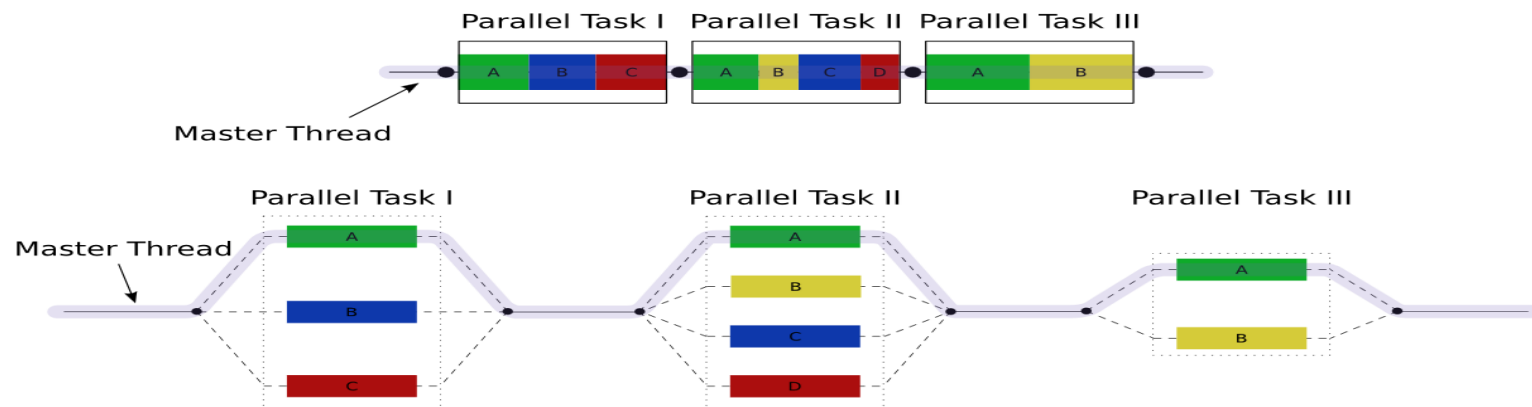 Parallel Task I Parallel Task II Parallel Task III
A B C A B C D A B
Master Thread
Parallel Task I Parallel Task II Parallel Task III
A A
Master Thread
A
B
B
C
B
C D